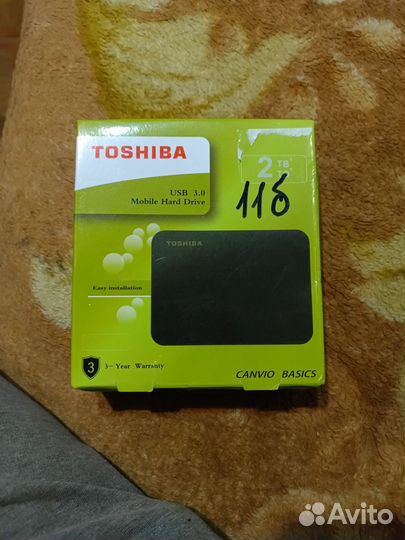 TOSHIBA
2 TB
USB 3.0
Mobile Hard Drive
118
TOSHIBA
Easy installation
3
3- Year Warranty
CANVIO BASICS
Avito